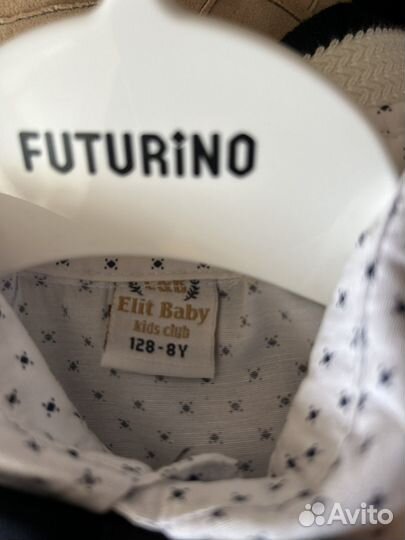 FUTURiNO
Elit Baby
kids club
128-8Y
Avito